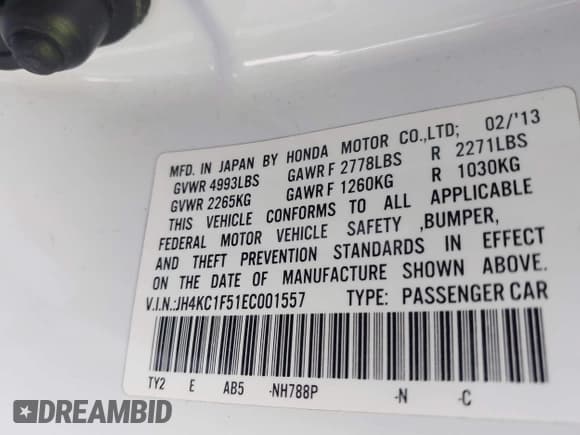 MFD. IN JAPAN BY HONDA MOTOR CO.,LTD; 02/'13
GVWR 4993LBS GAWR F 2778LBS R 2271LBS
GVWR 2265KG GAWR F 1260KG R 1030KG
THIS VEHICLE CONFORMS TO ALL APPLICABLE
FEDERAL MOTOR VEHICLE SAFETY ,BUMPER,
AND THEFT PREVENTION STANDARDS IN EFFECT
ON THE DATE OF MANUFACTURE SHOWN ABOVE.
V.I.N.:JH4KC1F51EC001557 TYPE: PASSENGER CAR
TY2 E AB5 -NH788P -N -C
DREAMBID